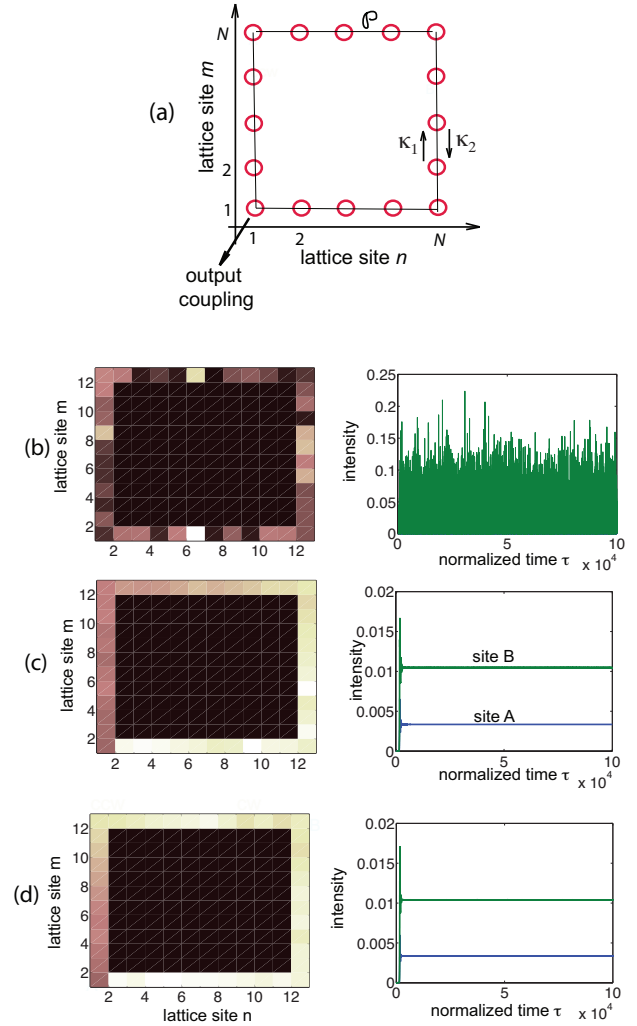 (a)
N
℘
lattice site m
κ1 κ2
2
1
1 2 N
lattice site n
output
coupling
(b)
lattice site m
12
10
8
6
4
2
2 4 6 8 10 12
intensity
0.25
0.2
0.15
0.1
0.05
0
0 5 10
normalized time τ x 10^4
(c)
lattice site m
12
10
8
6
4
2
2 4 6 8 10 12
intensity
0.02
0.015
0.01
0.005
0
site B
site A
0 5 10
normalized time τ x 10^4
(d)
lattice site m
12
10
8
6
4
2
2 4 6 8 10 12
lattice site n
intensity
0.02
0.015
0.01
0.005
0
0 5 10
normalized time τ x 10^4